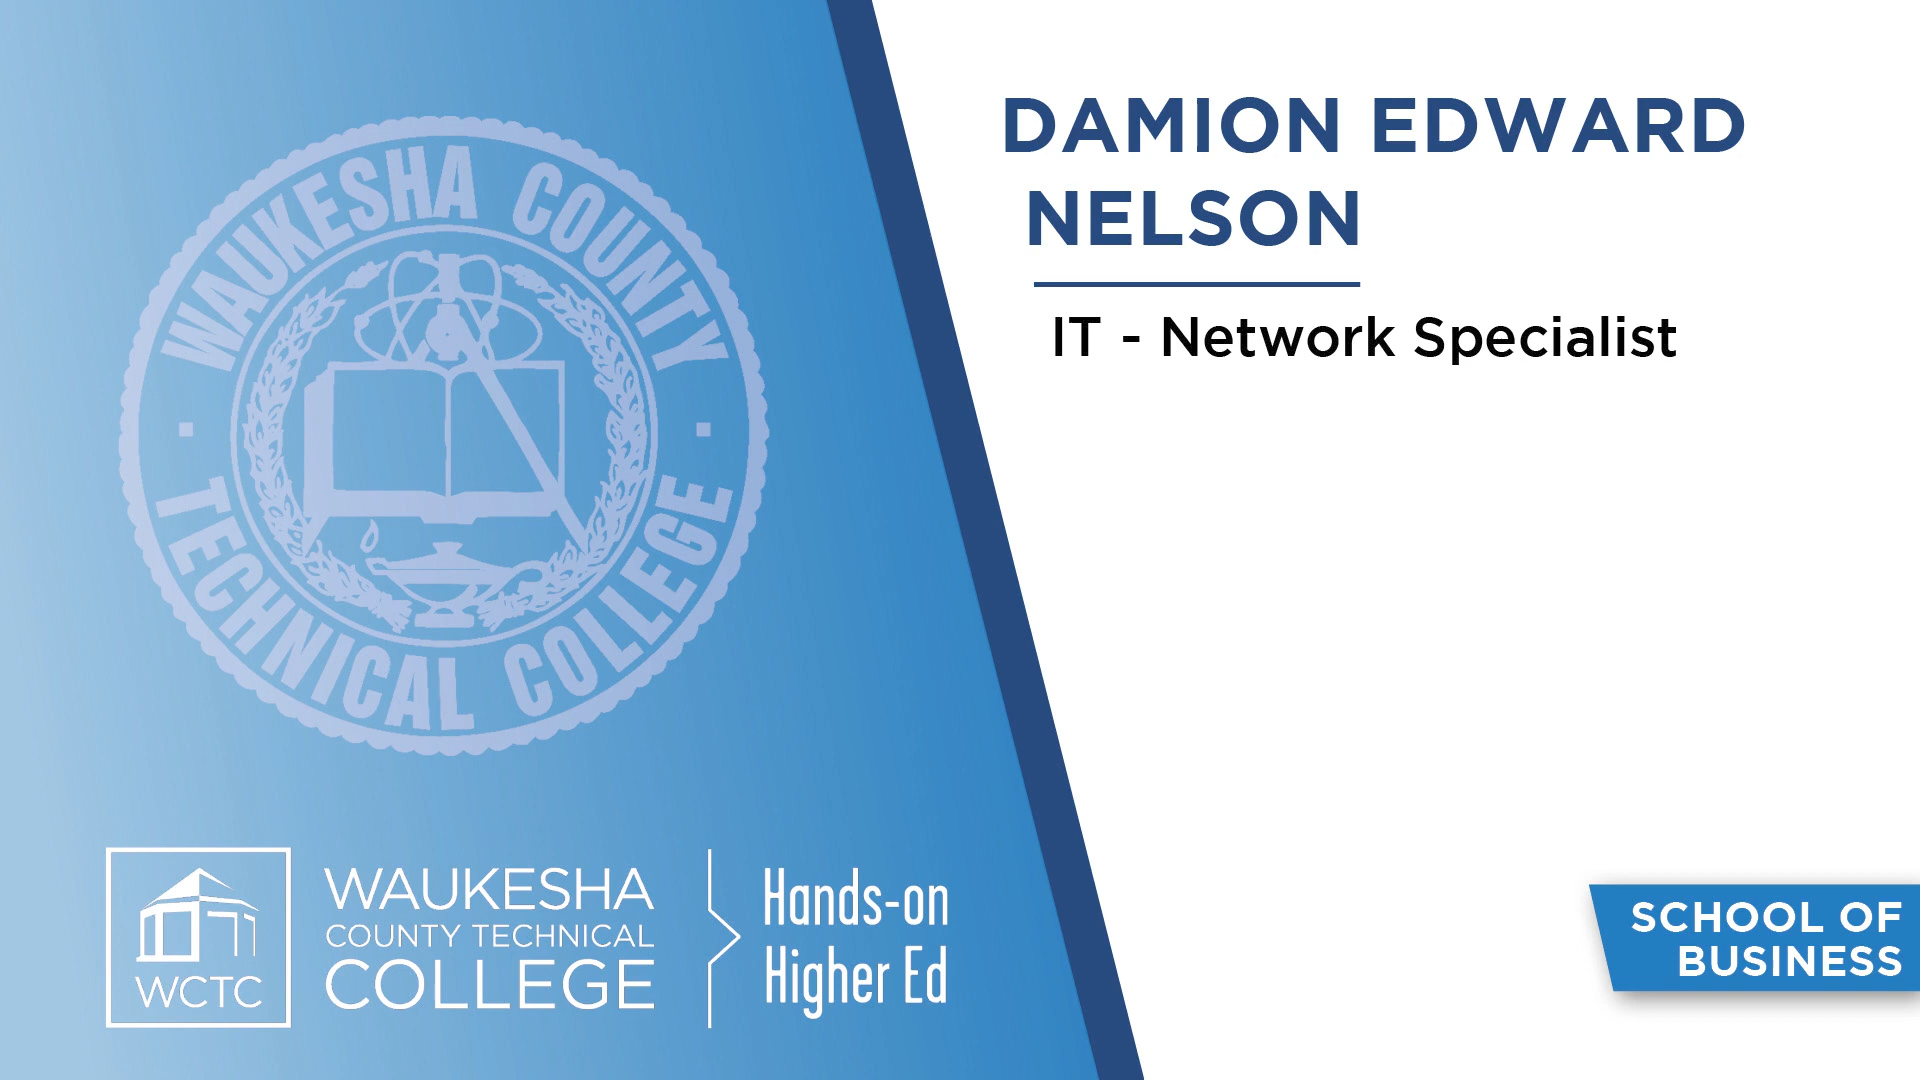 WAUKESHA COUNTY
TECHNICAL COLLEGE
WCTC
WAUKESHA
COUNTY TECHNICAL
COLLEGE
Hands-on
Higher Ed
DAMION EDWARD
NELSON
IT - Network Specialist
SCHOOL OF
BUSINESS